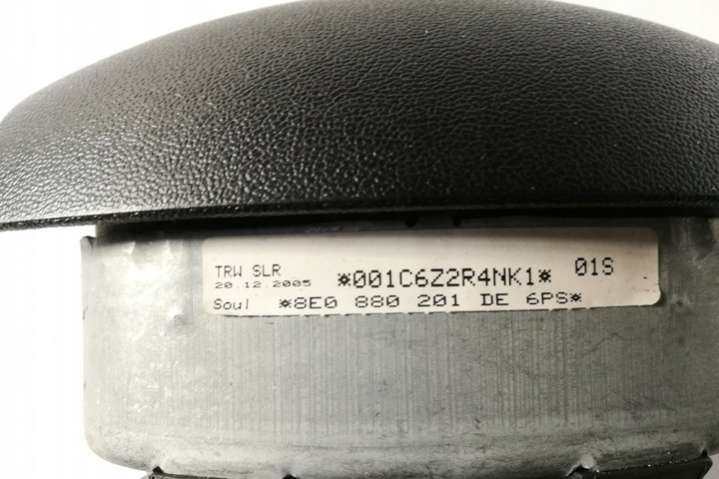 TRW SLR *001C6Z2R4NK1* 01S
20.12.2005
Soul *8E0 880 201 DE 6PS*